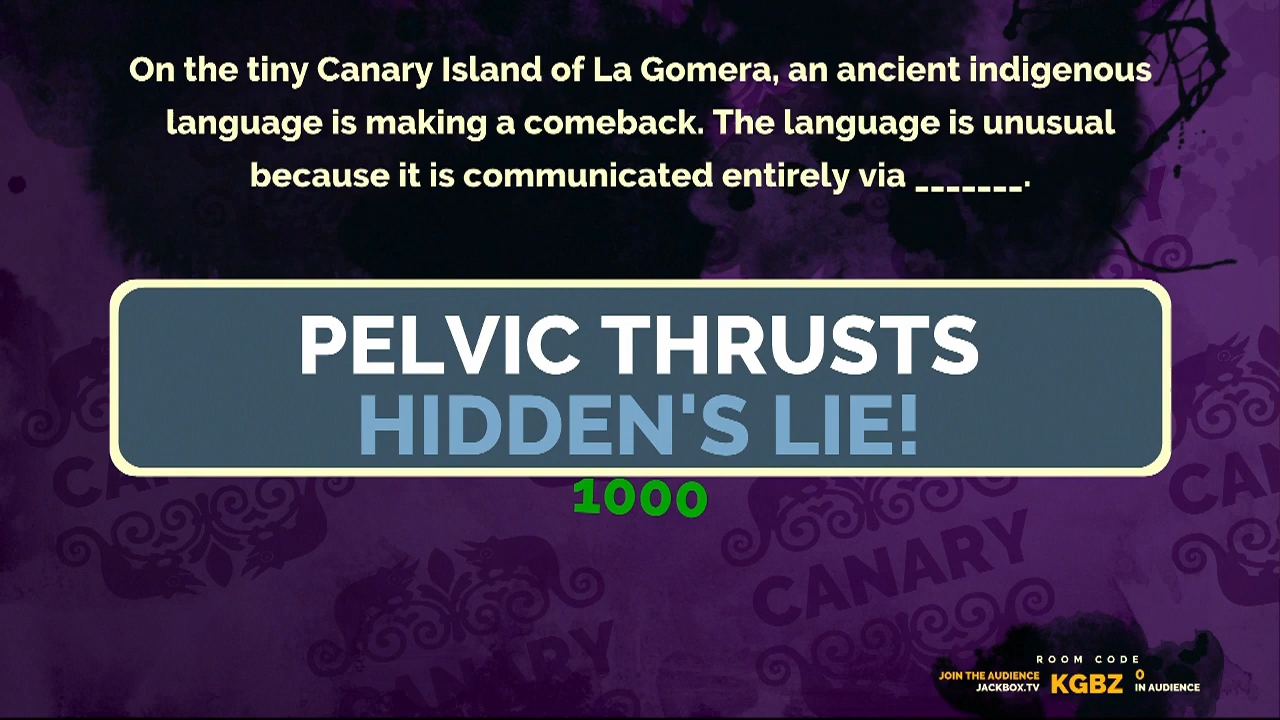 On the tiny Canary Island of La Gomera, an ancient indigenous
language is making a comeback. The language is unusual
because it is communicated entirely via _______.
PELVIC THRUSTS
HIDDEN'S LIE!
1000
CANARY
CANARY
ROOM CODE
JOIN THE AUDIENCE
JACKBOX.TV
KGBZ
0
IN AUDIENCE